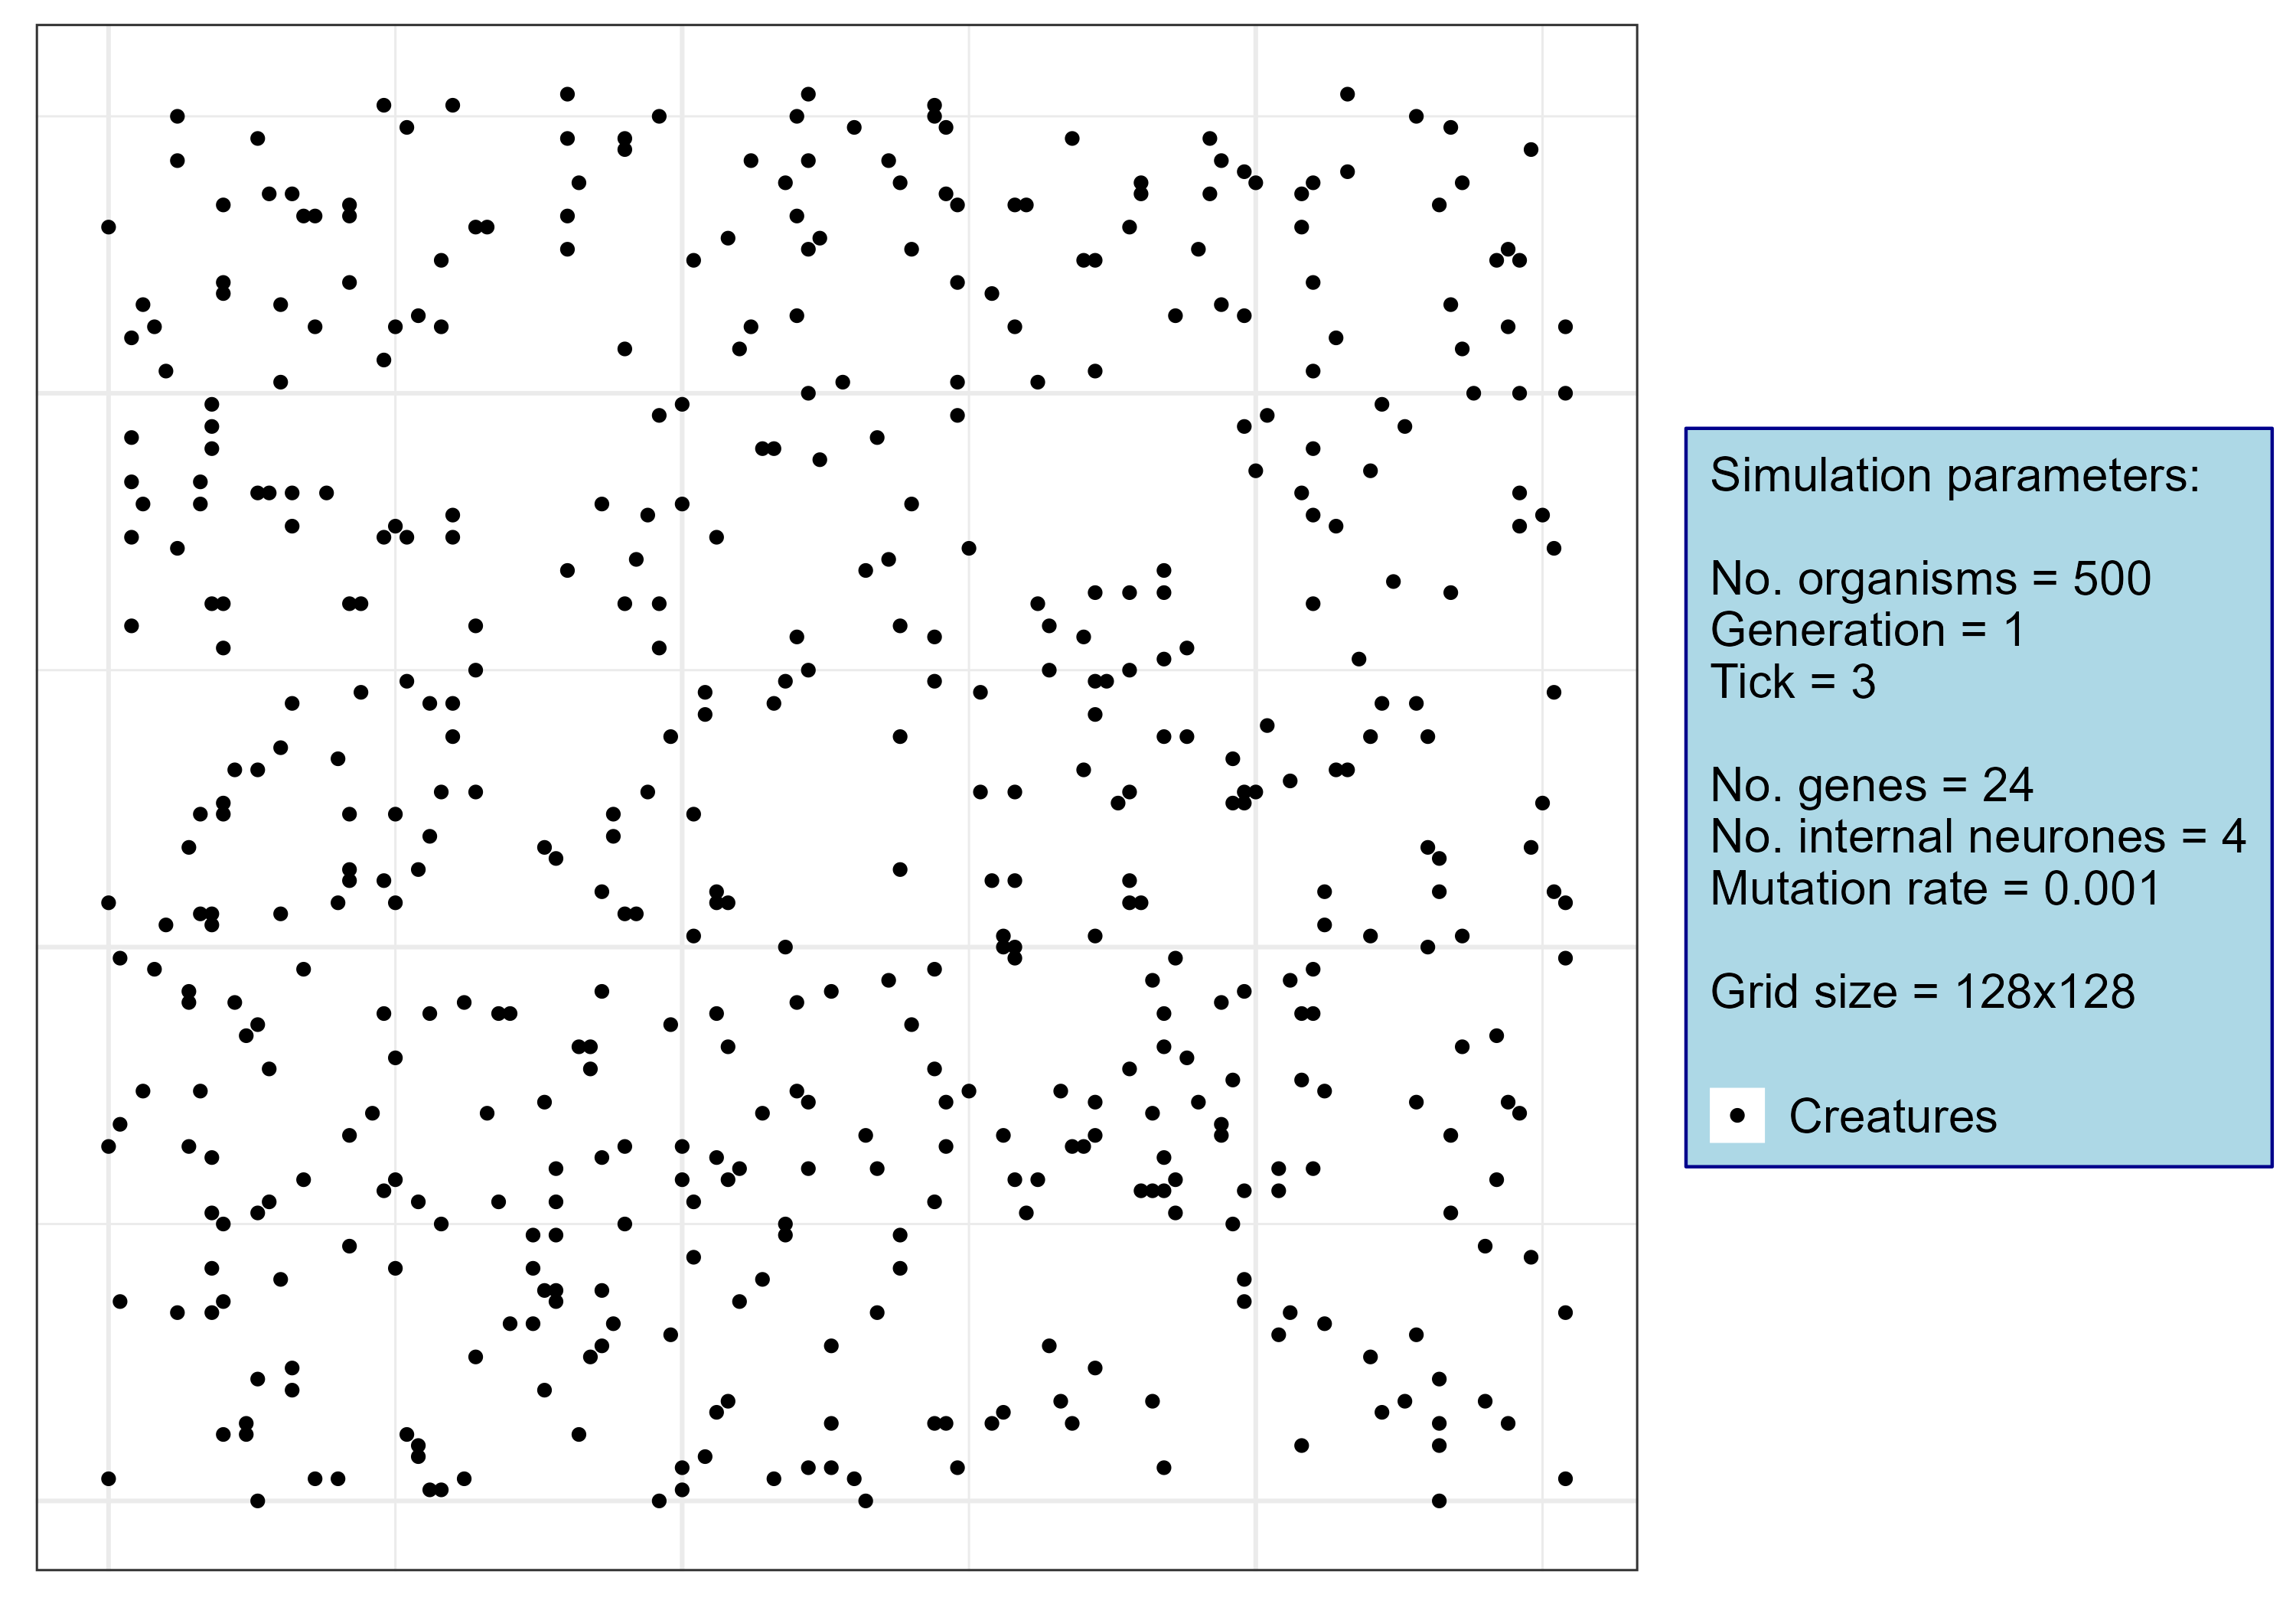 Simulation parameters:
No. organisms = 500
Generation = 1
Tick = 3
No. genes = 24
No. internal neurones = 4
Mutation rate = 0.001
Grid size = 128x128
Creatures